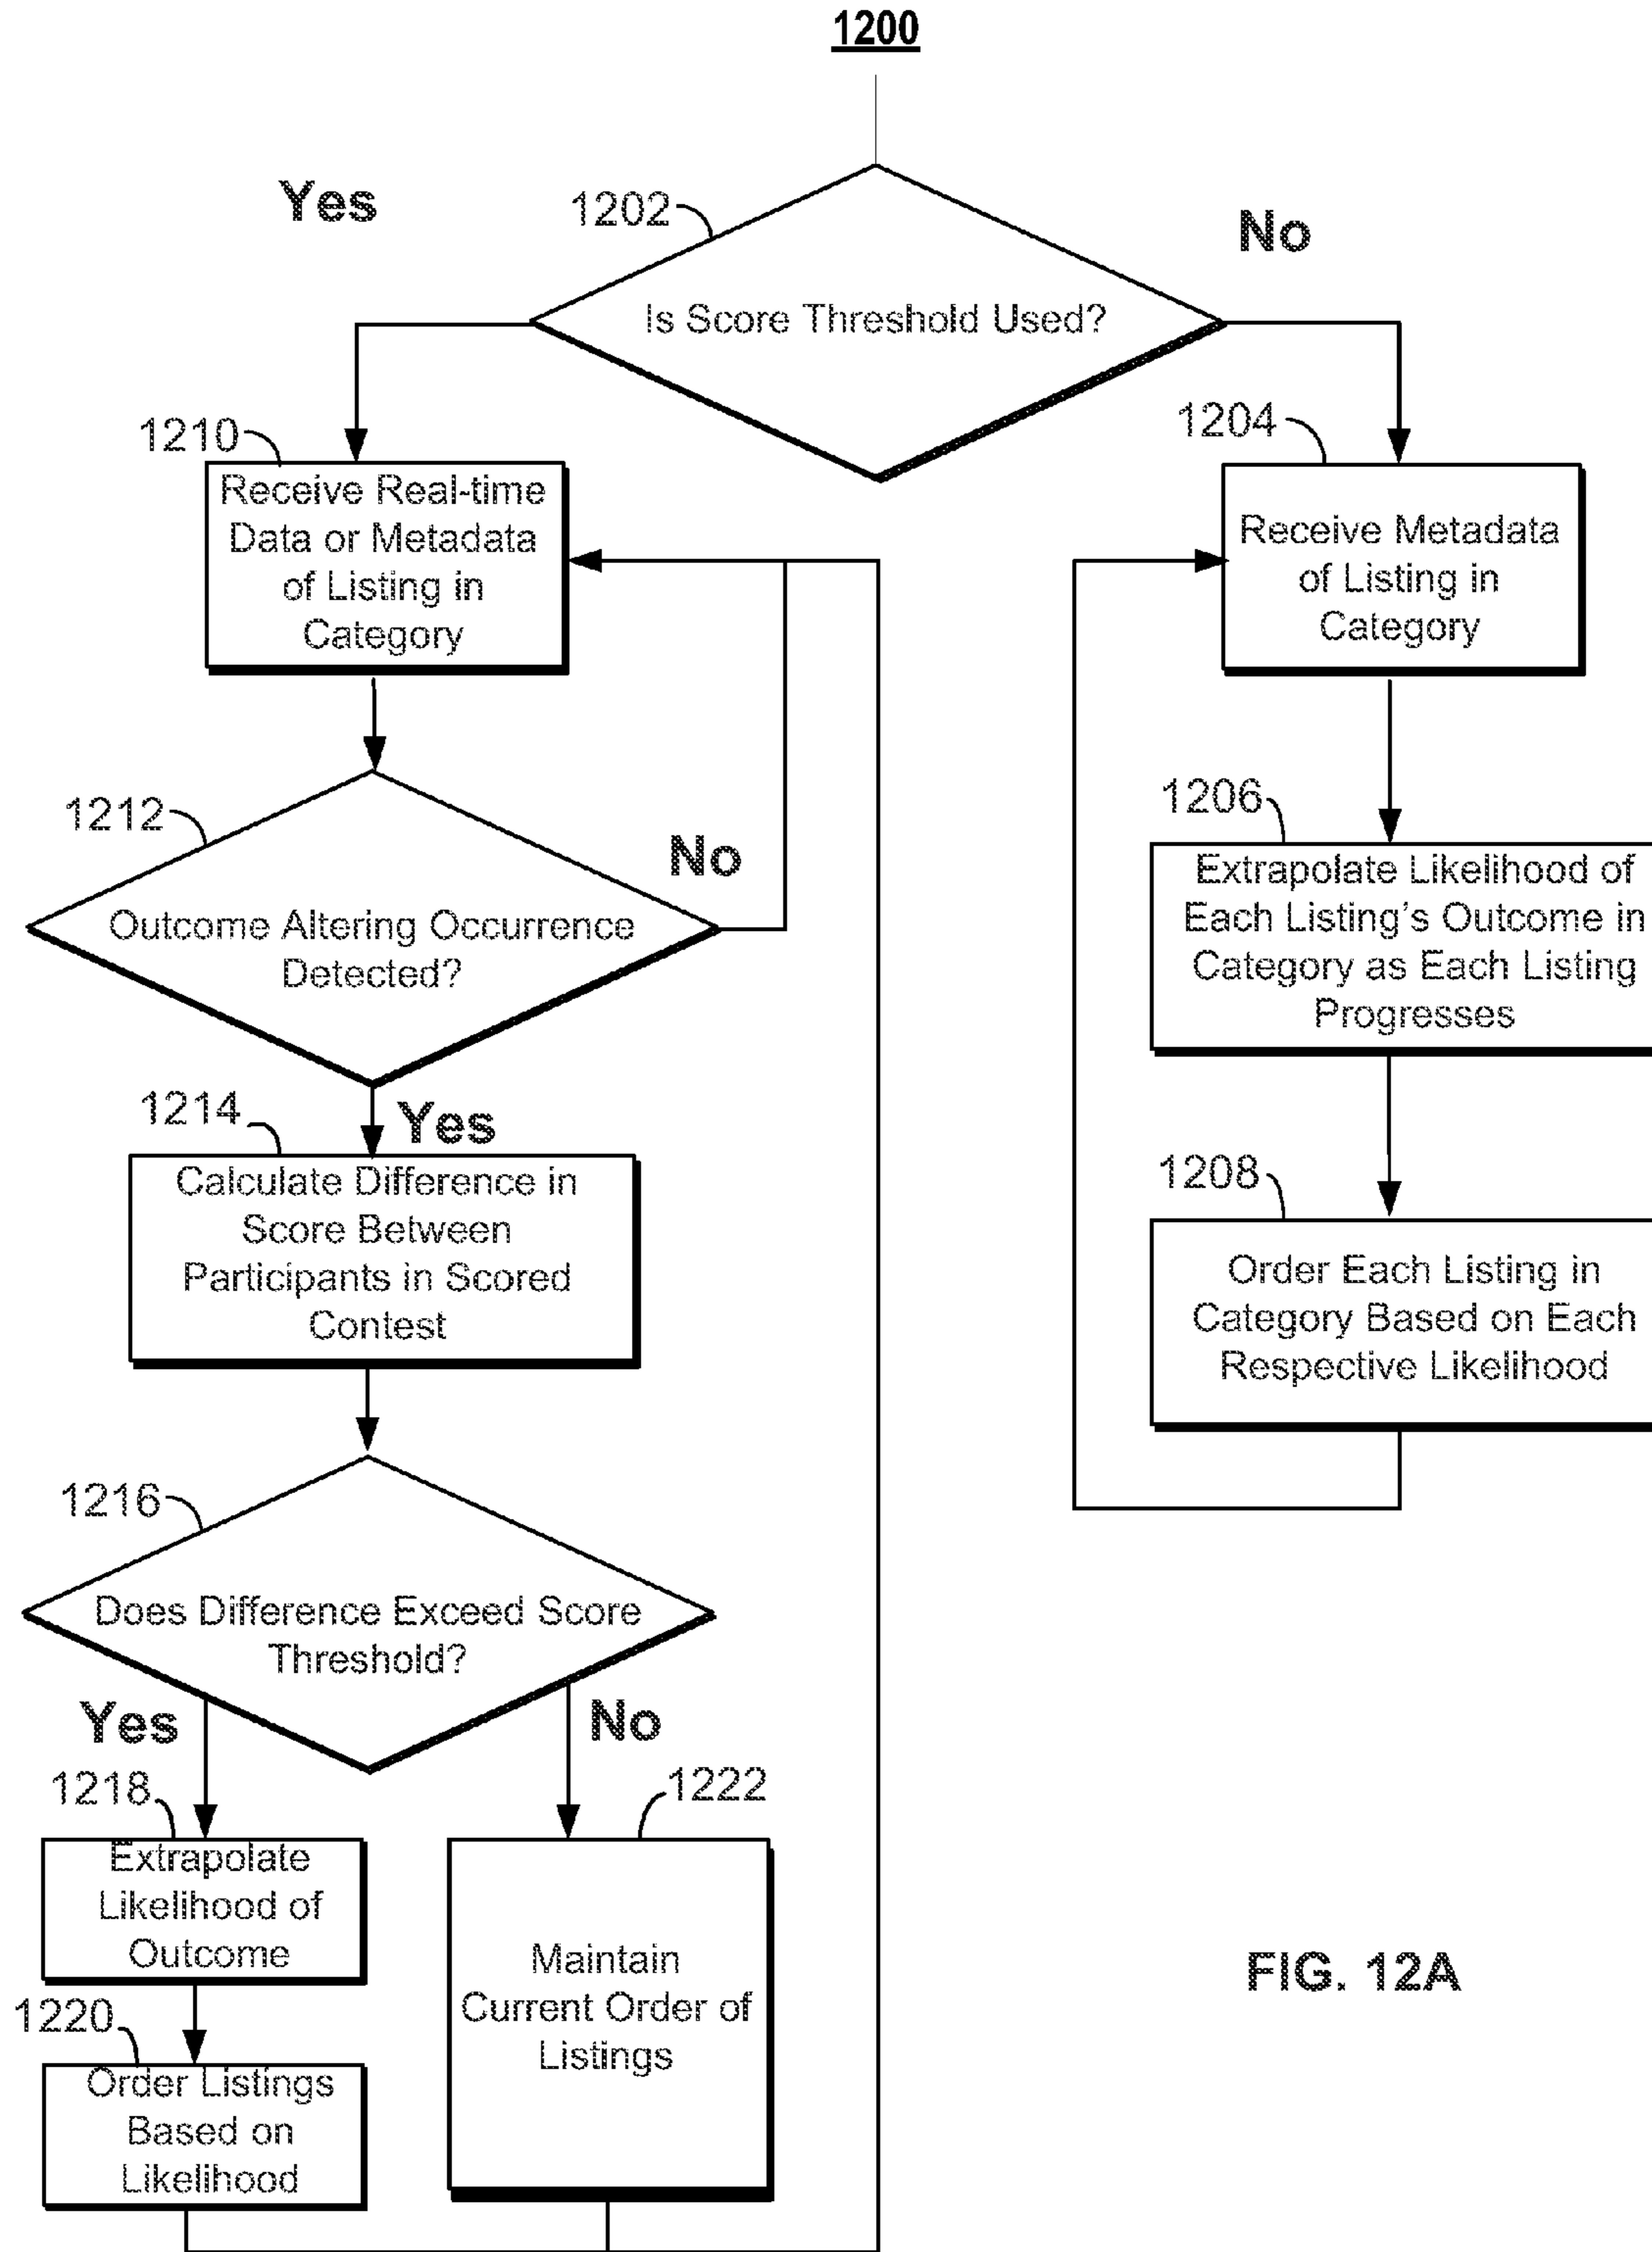 1200
Yes
1202
No
Is Score Threshold Used?
1210
Receive Real-time
Data or Metadata
of Listing in
Category
1204
Receive Metadata
of Listing in
Category
1212
No
Outcome Altering Occurrence
Detected?
1206
Extrapolate Likelihood of
Each Listing's Outcome in
Category as Each Listing
Progresses
1214
Yes
Calculate Difference in
Score Between
Participants in Scored
Contest
1208
Order Each Listing in
Category Based on Each
Respective Likelihood
1216
Does Difference Exceed Score
Threshold?
Yes
No
1218
Extrapolate
Likelihood of
Outcome
1222
Maintain
Current Order of
Listings
1220
Order Listings
Based on
Likelihood
FIG. 12A